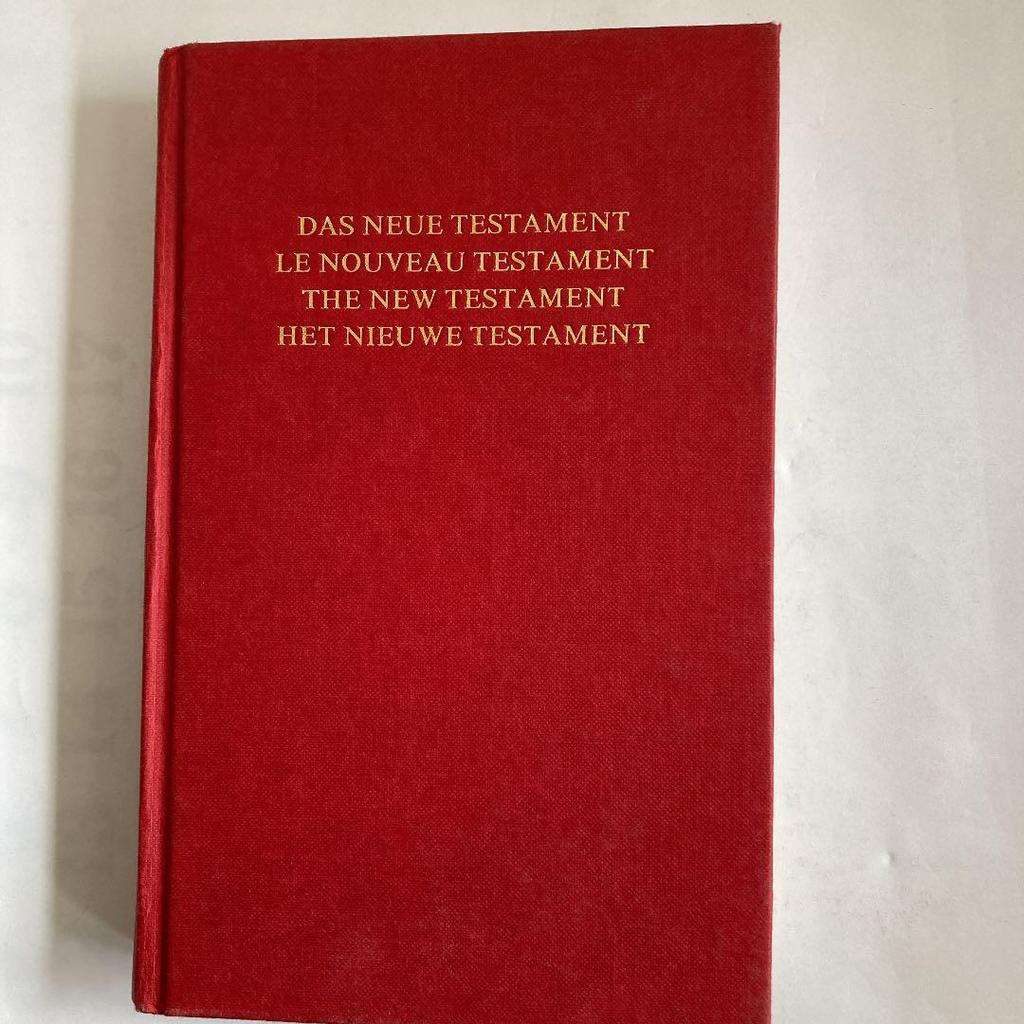 DAS NEUE TESTAMENT
LE NOUVEAU TESTAMENT
THE NEW TESTAMENT
HET NIEUWE TESTAMENT